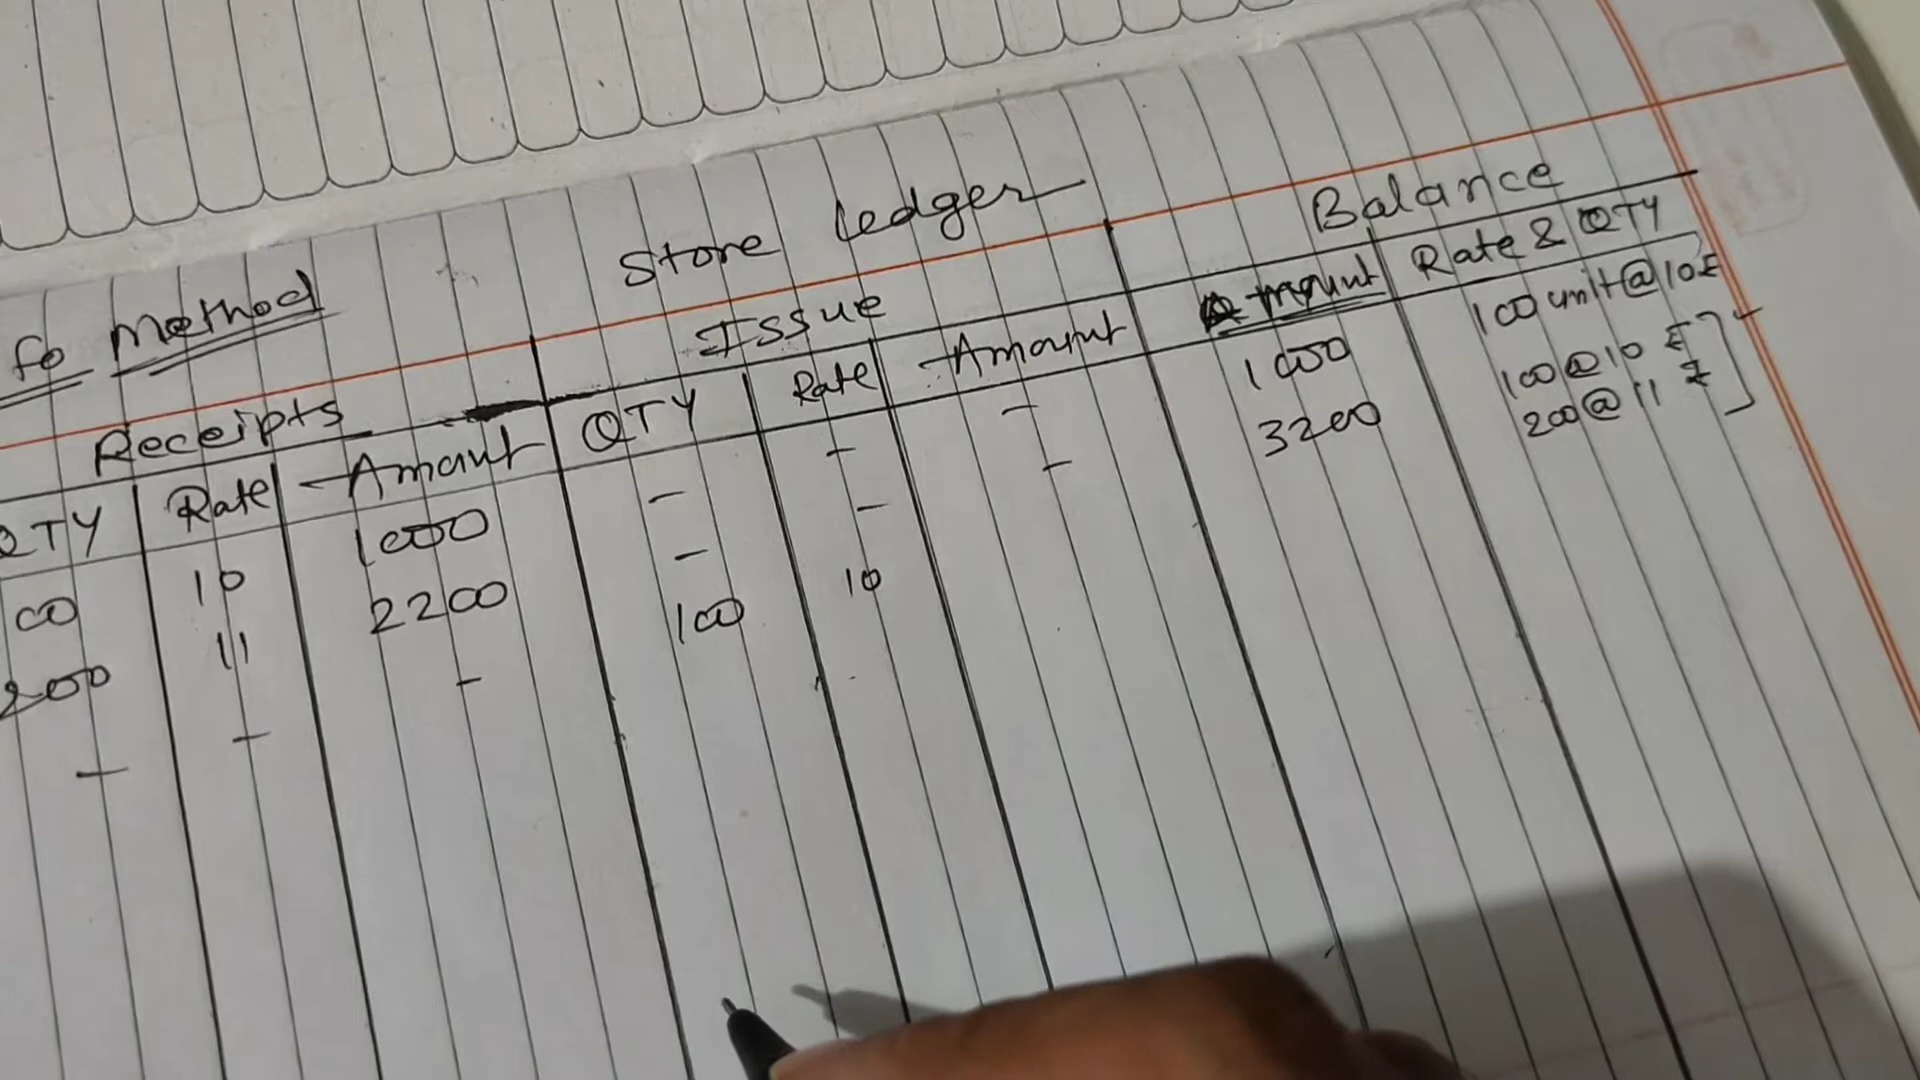 fo Method Store ledger
Receipts Issue Balance
QTY Rate Amount QTY Rate Amount Amount Rate & QTY
00 10 1000 - - - 1000 100 unit@10£
200 11 2200 - - - 3200 100@10 £
200@11 £
- - - 100 10